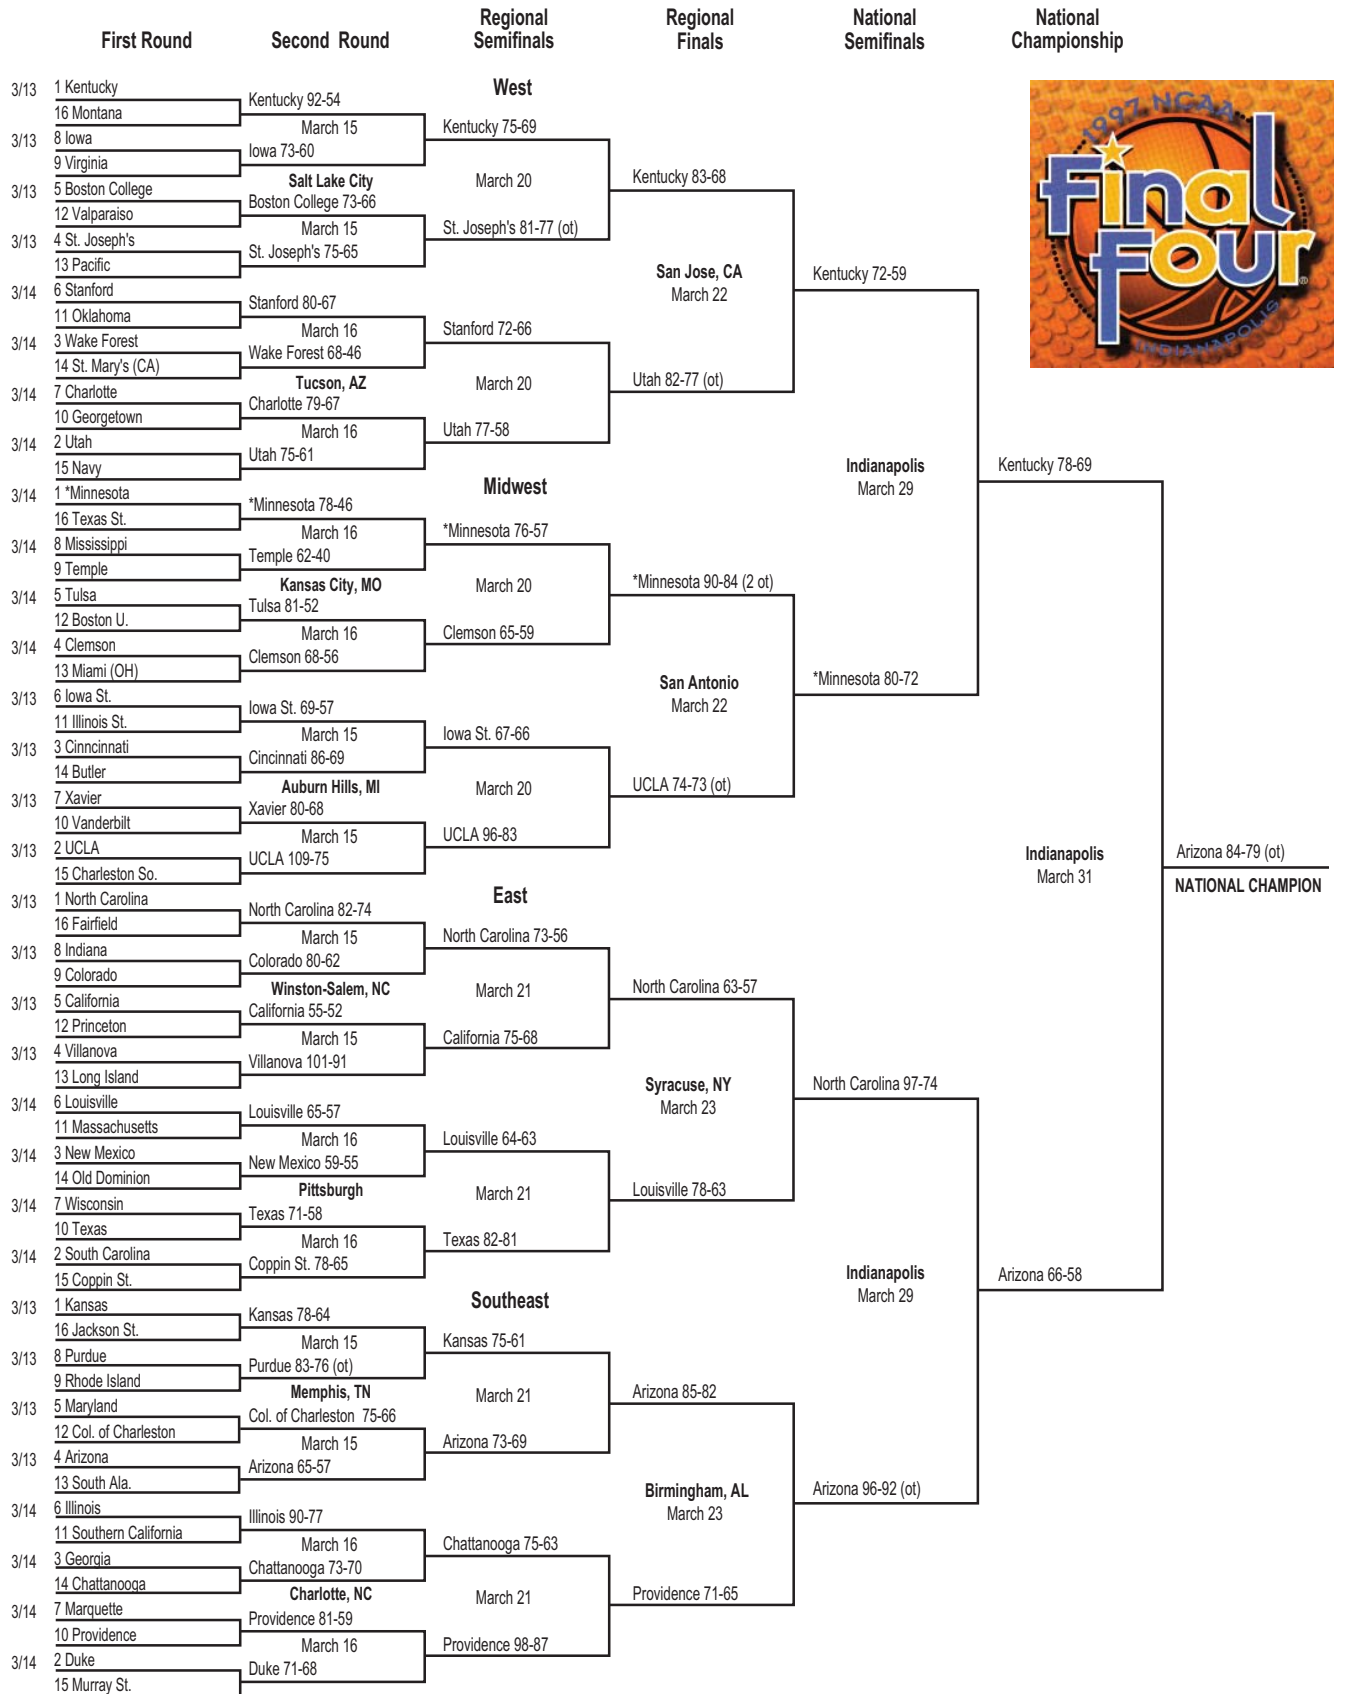 First Round
Second Round
Regional Semifinals
Regional Finals
National Semifinals
National Championship
1997 NCAA
Final Four
®
INDIANAPOLIS
West
3/13
1 Kentucky
16 Montana
3/13
8 Iowa
9 Virginia
3/13
5 Boston College
12 Valparaiso
3/13
4 St. Joseph's
13 Pacific
3/14
6 Stanford
11 Oklahoma
3/14
3 Wake Forest
14 St. Mary's (CA)
3/14
7 Charlotte
10 Georgetown
3/14
2 Utah
15 Navy
Kentucky 92-54
March 15
Iowa 73-60
Salt Lake City
Boston College 73-66
March 15
St. Joseph's 75-65
Stanford 80-67
March 16
Wake Forest 68-46
Tucson, AZ
Charlotte 79-67
March 16
Utah 75-61
Kentucky 75-69
March 20
St. Joseph's 81-77 (ot)
Stanford 72-66
March 20
Utah 77-58
Kentucky 83-68
San Jose, CA
March 22
Utah 82-77 (ot)
Kentucky 72-59
Midwest
3/14
1 *Minnesota
16 Texas St.
3/14
8 Mississippi
9 Temple
3/14
5 Tulsa
12 Boston U.
3/14
4 Clemson
13 Miami (OH)
3/13
6 Iowa St.
11 Illinois St.
3/13
3 Cinncinnati
14 Butler
3/13
7 Xavier
10 Vanderbilt
3/13
2 UCLA
15 Charleston So.
*Minnesota 78-46
March 16
Temple 62-40
Kansas City, MO
Tulsa 81-52
March 16
Clemson 68-56
Iowa St. 69-57
March 15
Cincinnati 86-69
Auburn Hills, MI
Xavier 80-68
March 15
UCLA 109-75
*Minnesota 76-57
March 20
Clemson 65-59
Iowa St. 67-66
March 20
UCLA 96-83
*Minnesota 90-84 (2 ot)
San Antonio
March 22
UCLA 74-73 (ot)
*Minnesota 80-72
Indianapolis
March 29
Kentucky 78-69
East
3/13
1 North Carolina
16 Fairfield
3/13
8 Indiana
9 Colorado
3/13
5 California
12 Princeton
3/13
4 Villanova
13 Long Island
3/14
6 Louisville
11 Massachusetts
3/14
3 New Mexico
14 Old Dominion
3/14
7 Wisconsin
10 Texas
3/14
2 South Carolina
15 Coppin St.
North Carolina 82-74
March 15
Colorado 80-62
Winston-Salem, NC
California 55-52
March 15
Villanova 101-91
Louisville 65-57
March 16
New Mexico 59-55
Pittsburgh
Texas 71-58
March 16
Coppin St. 78-65
North Carolina 73-56
March 21
California 75-68
Louisville 64-63
March 21
Texas 82-81
North Carolina 63-57
Syracuse, NY
March 23
Louisville 78-63
North Carolina 97-74
Southeast
3/13
1 Kansas
16 Jackson St.
3/13
8 Purdue
9 Rhode Island
3/13
5 Maryland
12 Col. of Charleston
3/13
4 Arizona
13 South Ala.
3/14
6 Illinois
11 Southern California
3/14
3 Georgia
14 Chattanooga
3/14
7 Marquette
10 Providence
3/14
2 Duke
15 Murray St.
Kansas 78-64
March 15
Purdue 83-76 (ot)
Memphis, TN
Col. of Charleston 75-66
March 15
Arizona 65-57
Illinois 90-77
March 16
Chattanooga 73-70
Charlotte, NC
Providence 81-59
March 16
Duke 71-68
Kansas 75-61
March 21
Arizona 73-69
Chattanooga 75-63
March 21
Providence 98-87
Arizona 85-82
Birmingham, AL
March 23
Providence 71-65
Arizona 96-92 (ot)
Indianapolis
March 29
Arizona 66-58
Indianapolis
March 31
Arizona 84-79 (ot)
NATIONAL CHAMPION